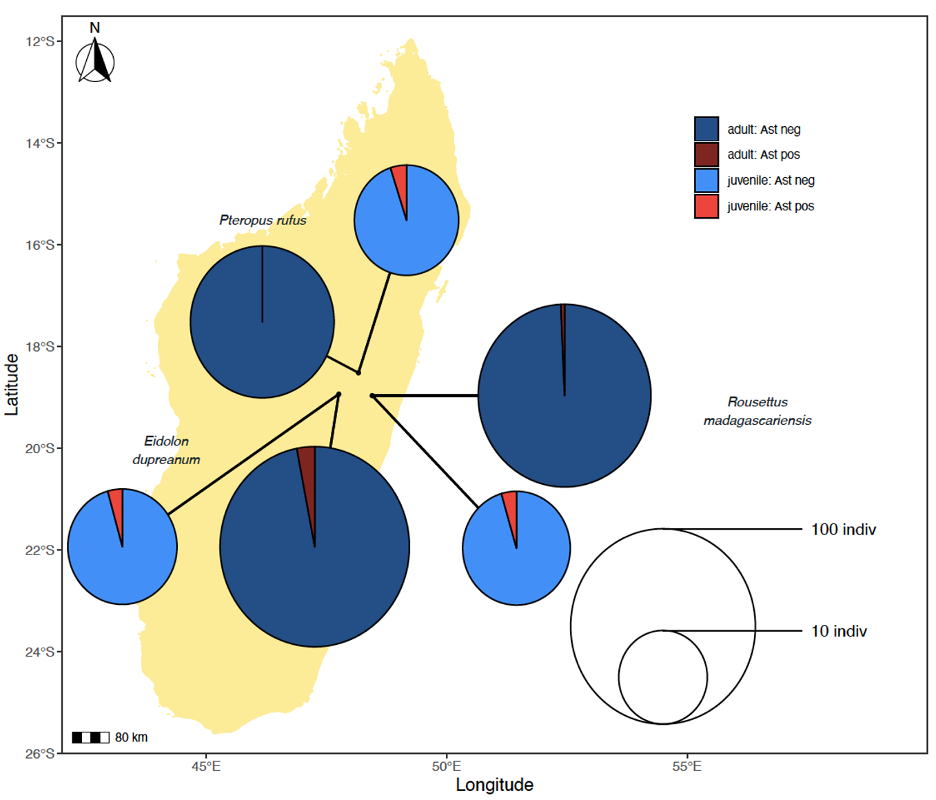 N
12°S
14°S
16°S
18°S
20°S
22°S
24°S
26°S
Latitude
adult: Ast neg
adult: Ast pos
juvenile: Ast neg
juvenile: Ast pos
Pteropus rufus
Rousettus
madagascariensis
Eidolon
dupreanum
100 indiv
10 indiv
80 km
45°E
50°E
55°E
Longitude